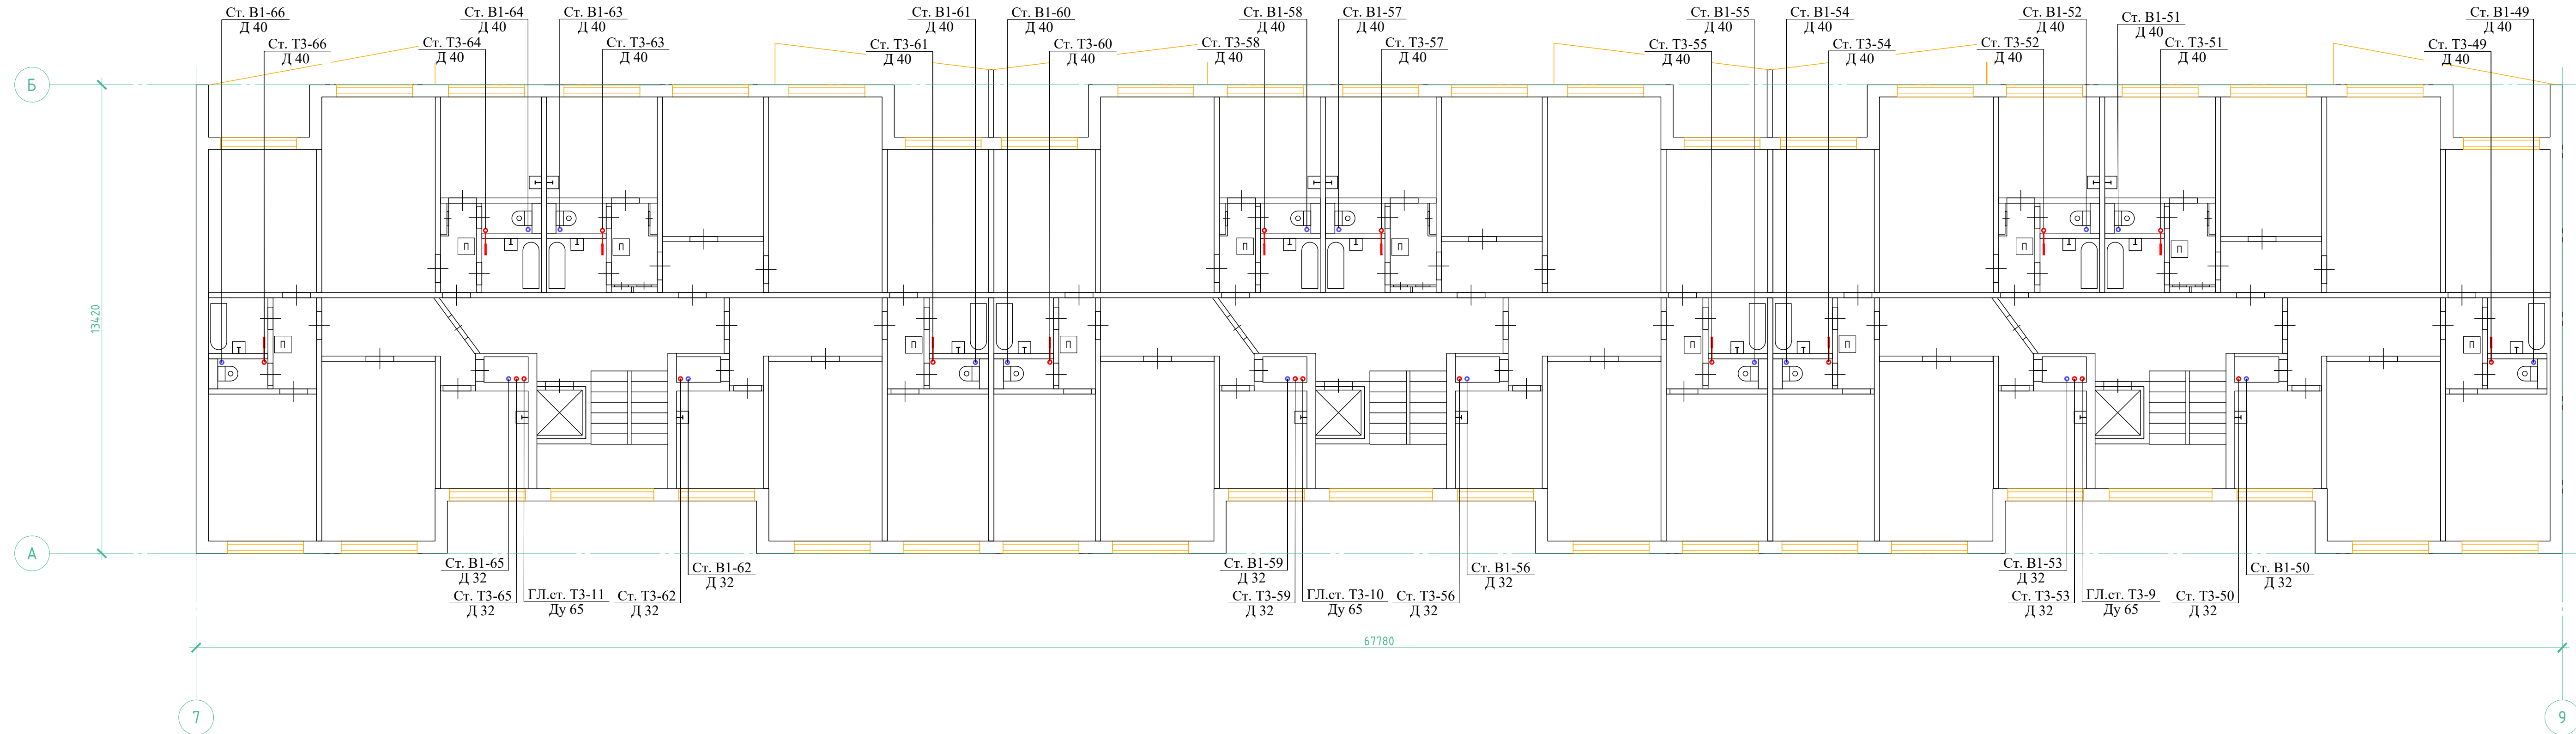 Ст. В1-66
Д 40
Ст. В1-64
Д 40
Ст. В1-63
Д 40
Ст. В1-61
Д 40
Ст. В1-60
Д 40
Ст. В1-58
Д 40
Ст. В1-57
Д 40
Ст. В1-55
Д 40
Ст. В1-54
Д 40
Ст. В1-52
Д 40
Ст. В1-51
Д 40
Ст. В1-49
Д 40
Ст. Т3-66
Д 40
Ст. Т3-64
Д 40
Ст. Т3-63
Д 40
Ст. Т3-61
Д 40
Ст. Т3-60
Д 40
Ст. Т3-58
Д 40
Ст. Т3-57
Д 40
Ст. Т3-55
Д 40
Ст. Т3-54
Д 40
Ст. Т3-52
Д 40
Ст. Т3-51
Д 40
Ст. Т3-49
Д 40
Б
П
П
П
П
П
П
13420
П
П
П
П
П
П
А
Ст. В1-65
Д 32
Ст. В1-62
Д 32
Ст. В1-59
Д 32
Ст. В1-56
Д 32
Ст. В1-53
Д 32
Ст. В1-50
Д 32
Ст. Т3-65
Д 32
ГЛ.ст. Т3-11
Ду 65
Ст. Т3-62
Д 32
Ст. Т3-59
Д 32
ГЛ.ст. Т3-10
Ду 65
Ст. Т3-56
Д 32
Ст. Т3-53
Д 32
ГЛ.ст. Т3-9
Ду 65
Ст. Т3-50
Д 32
67780
7
9